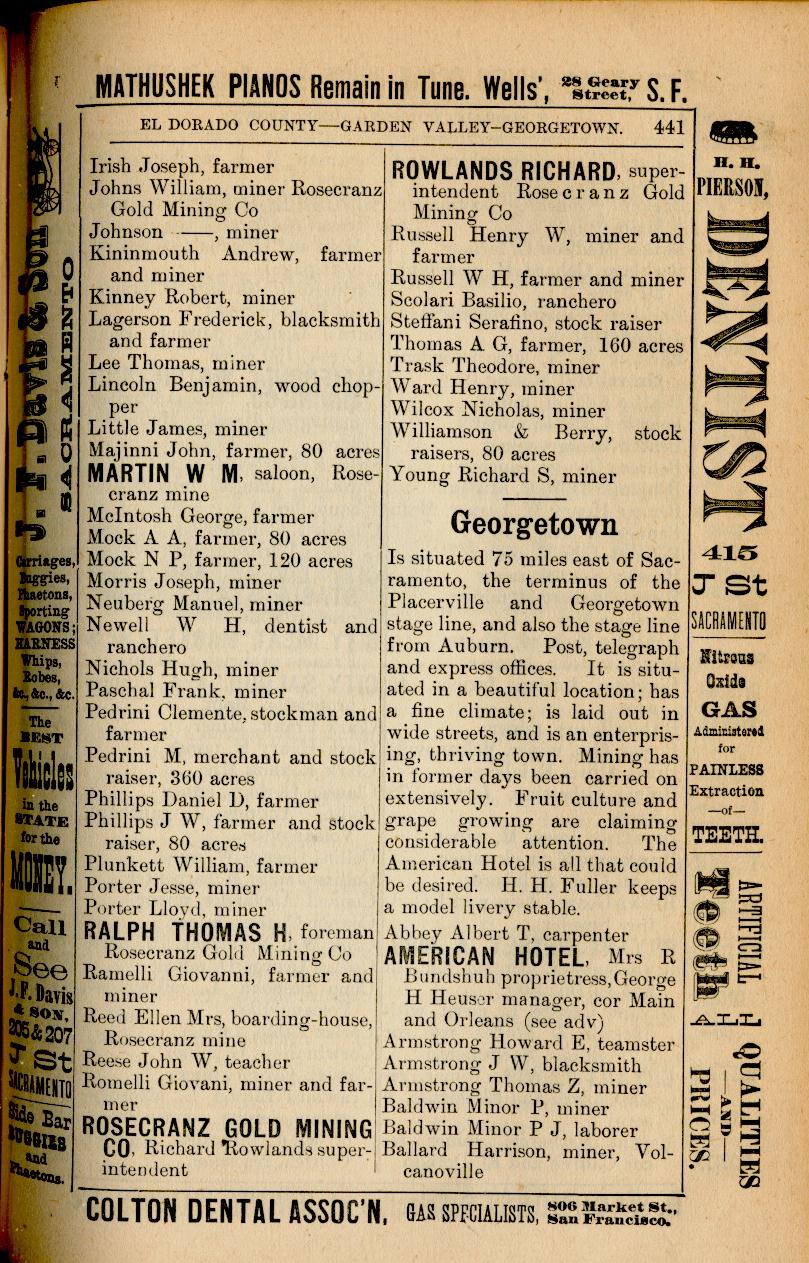 MATHUSHEK PIANOS Remain in Tune. Wells', 28 Geary Street, S. F.
EL DORADO COUNTY—GARDEN VALLEY—GEORGETOWN. 441
Irish Joseph, farmer
Johns William, miner Rosecranz
Gold Mining Co
Johnson ——, miner
Kininmouth Andrew, farmer
and miner
Kinney Robert, miner
Lagerson Frederick, blacksmith
and farmer
Lee Thomas, miner
Lincoln Benjamin, wood chop-
per
Little James, miner
Majinni John, farmer, 80 acres
MARTIN W M, saloon, Rose-
cranz mine
McIntosh George, farmer
Mock A A, farmer, 80 acres
Mock N P, farmer, 120 acres
Morris Joseph, miner
Neuberg Manuel, miner
Newell W H, dentist and
ranchero
Nichols Hugh, miner
Paschal Frank, miner
Pedrini Clemente, stockman and
farmer
Pedrini M, merchant and stock
raiser, 360 acres
Phillips Daniel D, farmer
Phillips J W, farmer and stock
raiser, 80 acres
Plunkett William, farmer
Porter Jesse, miner
Porter Lloyd, miner
RALPH THOMAS H, foreman
Rosecranz Gold Mining Co
Ramelli Giovanni, farmer and
miner
Reed Ellen Mrs, boarding-house,
Rosecranz mine
Reese John W, teacher
Romelli Giovani, miner and far-
mer
ROSECRANZ GOLD MINING
CO, Richard Rowlands super-
intendent
ROWLANDS RICHARD, super-
intendent Rosecranz Gold
Mining Co
Russell Henry W, miner and
farmer
Russell W H, farmer and miner
Scolari Basilio, ranchero
Steffani Serafino, stock raiser
Thomas A G, farmer, 160 acres
Trask Theodore, miner
Ward Henry, miner
Wilcox Nicholas, miner
Williamson & Berry, stock
raisers, 80 acres
Young Richard S, miner
Georgetown
Is situated 75 miles east of Sac-
ramento, the terminus of the
Placerville and Georgetown
stage line, and also the stage line
from Auburn. Post, telegraph
and express offices. It is situ-
ated in a beautiful location; has
a fine climate; is laid out in
wide streets, and is an enterpris-
ing, thriving town. Mining has
in former days been carried on
extensively. Fruit culture and
grape growing are claiming
considerable attention. The
American Hotel is all that could
be desired. H. H. Fuller keeps
a model livery stable.
Abbey Albert T, carpenter
AMERICAN HOTEL, Mrs R
Bundshuh proprietress, George
H Heuser manager, cor Main
and Orleans (see adv)
Armstrong Howard E, teamster
Armstrong J W, blacksmith
Armstrong Thomas Z, miner
Baldwin Minor P, miner
Baldwin Minor P J, laborer
Ballard Harrison, miner, Vol-
canoville
J. F. Davis & Son
SACRAMENTO
Carriages,
Buggies,
Phaetons,
Sporting
WAGONS;
HARNESS
Whips,
Robes,
&c., &c., &c.
The
BEST
Vehicles
in the
STATE
for the
MONEY.
Call
and
See
J. F. Davis
& SON,
205 & 207
J St
SACRAMENTO
Side Bar
BUGGIES
and
Phaetons.
H. H.
PIERSON,
DENTIST
415
J St
SACRAMENTO
Nitrous
Oxide
GAS
Administered
for
PAINLESS
Extraction
—of—
TEETH.
ARTIFICIAL
Teeth
ALL
QUALITIES
—AND—
PRICES.
COLTON DENTAL ASSOC'N, GAS SPECIALISTS, 806 Market St., San Francisco.